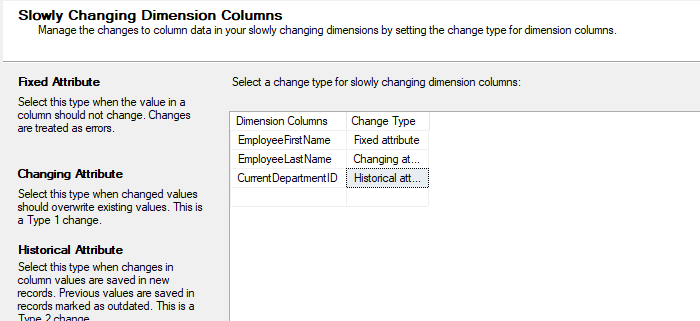 Slowly Changing Dimension Columns
Manage the changes to column data in your slowly changing dimensions by setting the change type for dimension columns.
Fixed Attribute
Select this type when the value in a
column should not change. Changes
are treated as errors.
Changing Attribute
Select this type when changed values
should overwrite existing values. This is
a Type 1 change.
Historical Attribute
Select this type when changes in
column values are saved in new
records. Previous values are saved in
records marked as outdated. This is a
Type 2 change.
Select a change type for slowly changing dimension columns:
Dimension Columns Change Type
EmployeeFirstName Fixed attribute
EmployeeLastName Changing at...
CurrentDepartmentID Historical att...